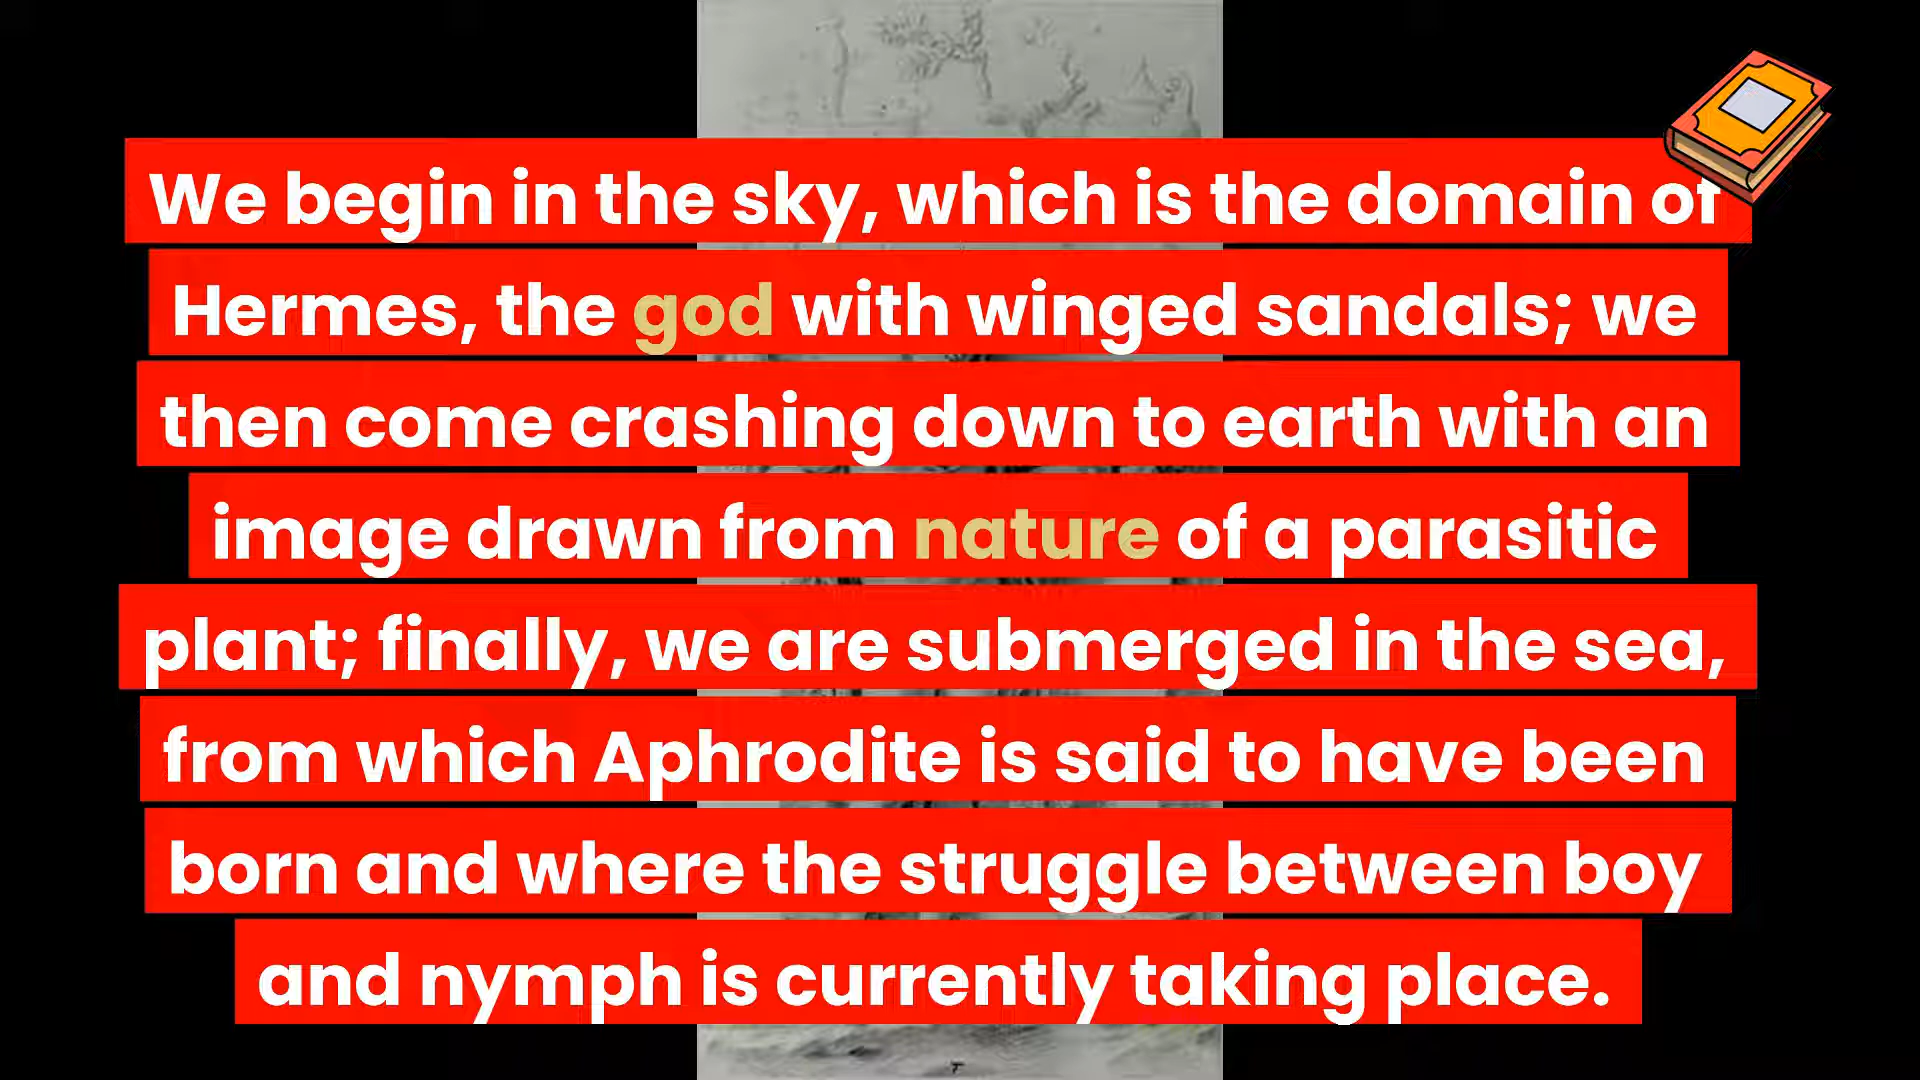 We begin in the sky, which is the domain of
Hermes, the god with winged sandals; we
then come crashing down to earth with an
image drawn from nature of a parasitic
plant; finally, we are submerged in the sea,
from which Aphrodite is said to have been
born and where the struggle between boy
and nymph is currently taking place.